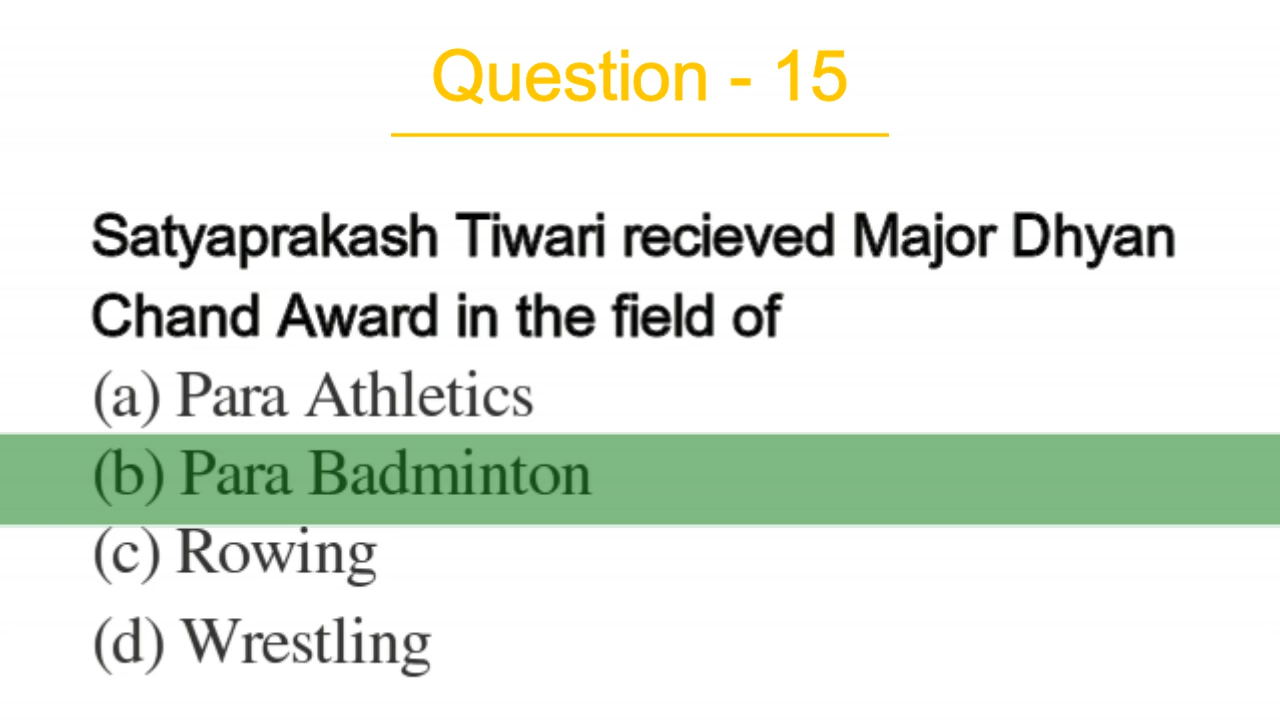 Question - 15
Satyaprakash Tiwari recieved Major Dhyan
Chand Award in the field of
(a) Para Athletics
(b) Para Badminton
(c) Rowing
(d) Wrestling